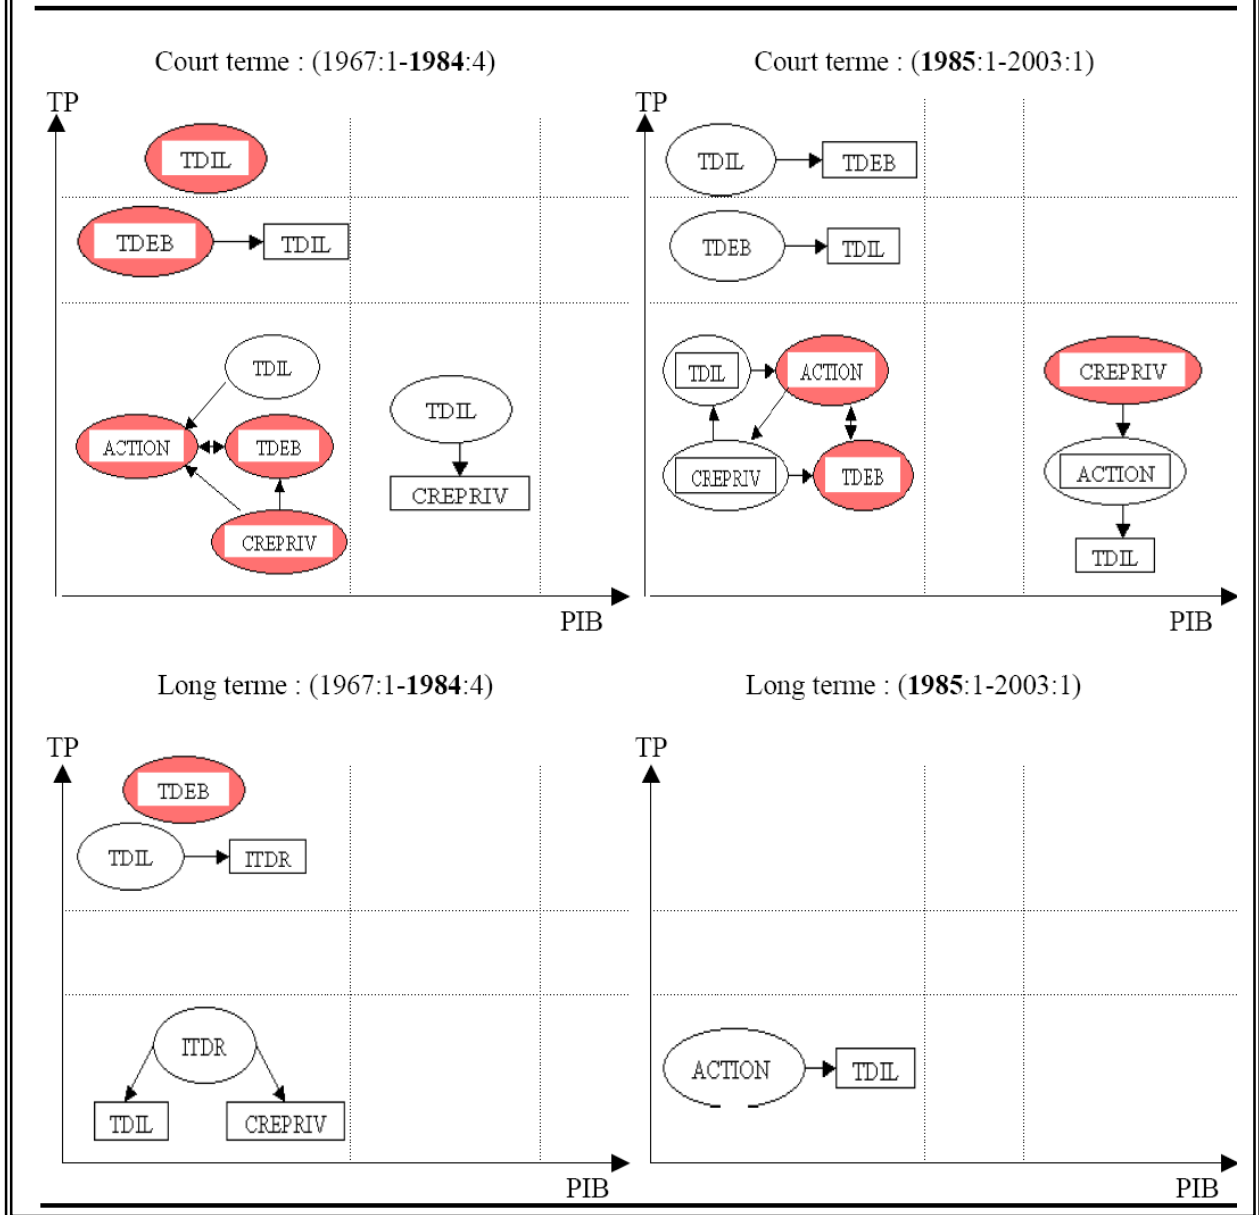 Court terme : (1967:1-1984:4)
TP
TDIL
TDEB
TDIL
TDIL
ACTION
TDEB
CREPRIV
TDIL
CREPRIV
PIB
Court terme : (1985:1-2003:1)
TP
TDIL
TDEB
TDEB
TDIL
TDIL
ACTION
CREPRIV
TDEB
CREPRIV
ACTION
TDIL
PIB
Long terme : (1967:1-1984:4)
TP
TDEB
TDIL
ITDR
ITDR
TDIL
CREPRIV
PIB
Long terme : (1985:1-2003:1)
TP
ACTION
TDIL
PIB